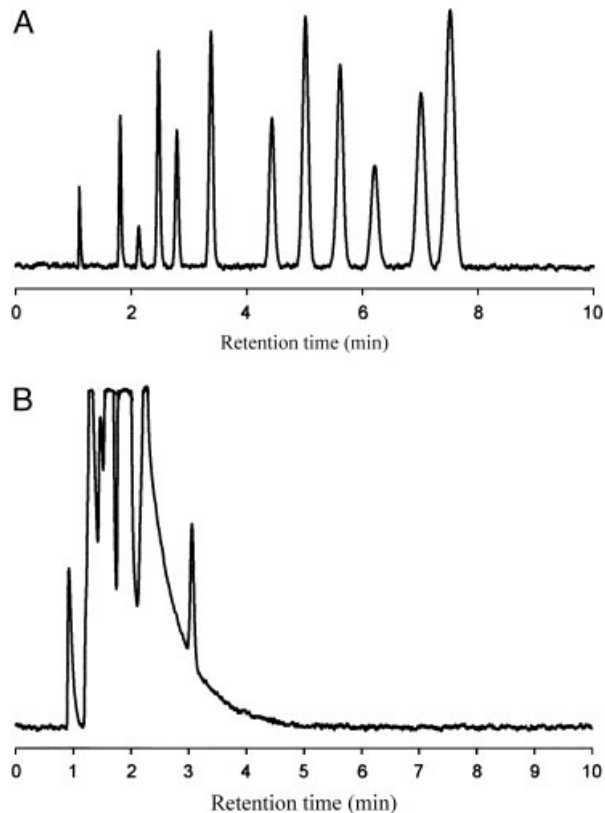 A
0 2 4 6 8 10
Retention time (min)
B
0 1 2 3 4 5 6 7 8 9 10
Retention time (min)